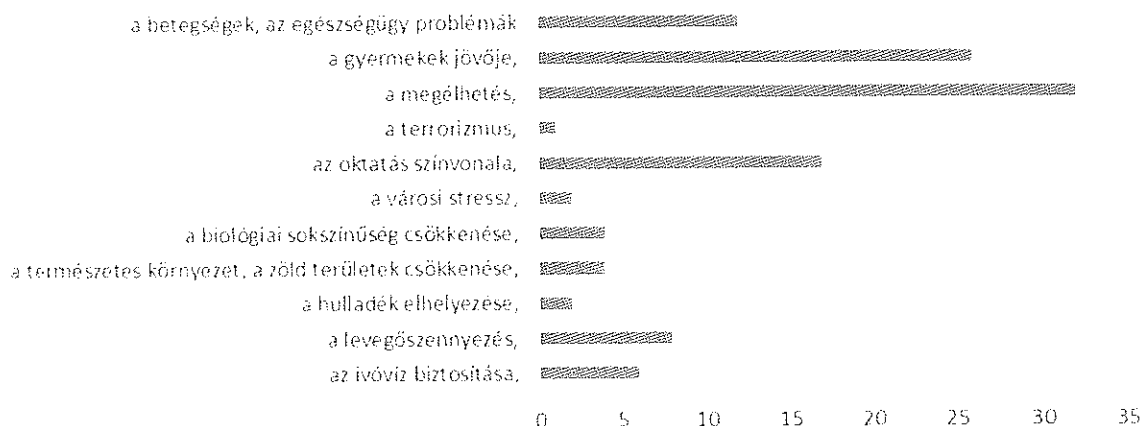 a betegségek, az egészségügy problémák
a gyermekek jövője,
a megélhetés,
a terrorizmus,
az oktatás színvonala,
a városi stressz,
a biológiai sokszínűség csökkenése,
a természetes környezet, a zöld területek csökkenése,
a hulladék elhelyezése,
a levegőszennyezés,
az ivóvíz biztosítása,
0 5 10 15 20 25 30 35